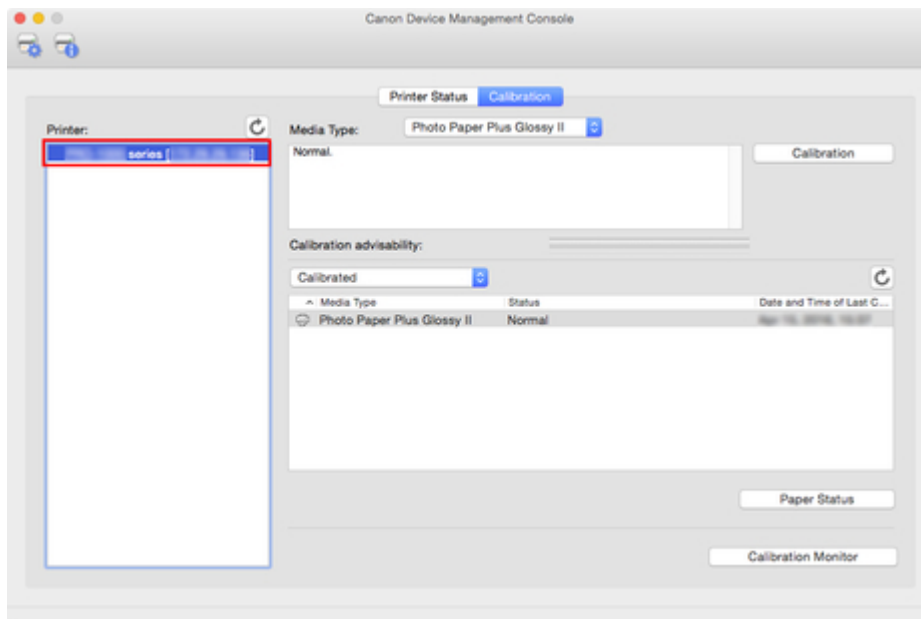 Canon Device Management Console
Printer Status Calibration
Printer:
series [ ]
Media Type: Photo Paper Plus Glossy II
Normal.
Calibration
Calibration advisability:
Calibrated
Media Type Status Date and Time of Last C...
Photo Paper Plus Glossy II Normal
Paper Status
Calibration Monitor